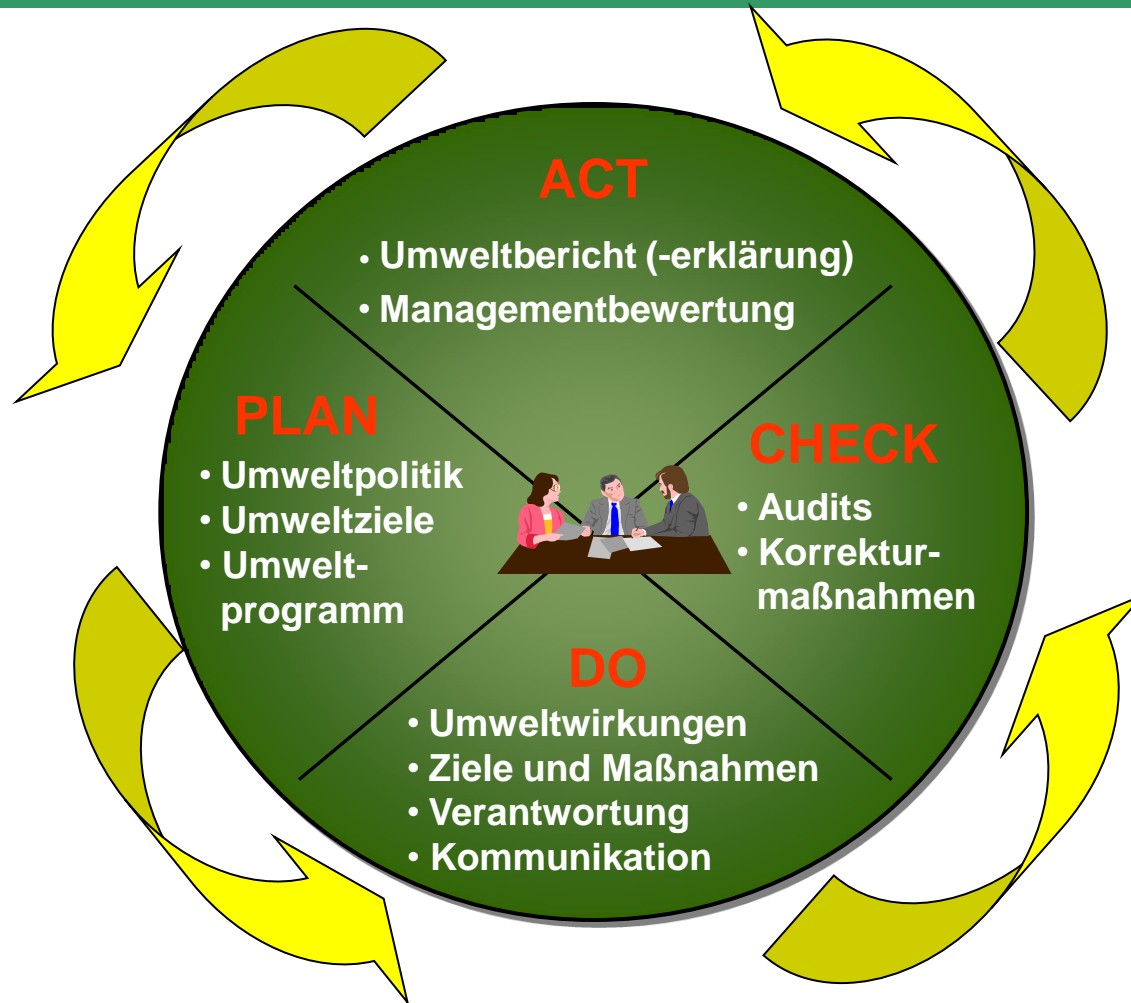 ACT
• Umweltbericht (-erklärung)
• Managementbewertung
PLAN
• Umweltpolitik
• Umweltziele
• Umwelt-
programm
CHECK
• Audits
• Korrektur-
maßnahmen
DO
• Umweltwirkungen
• Ziele und Maßnahmen
• Verantwortung
• Kommunikation